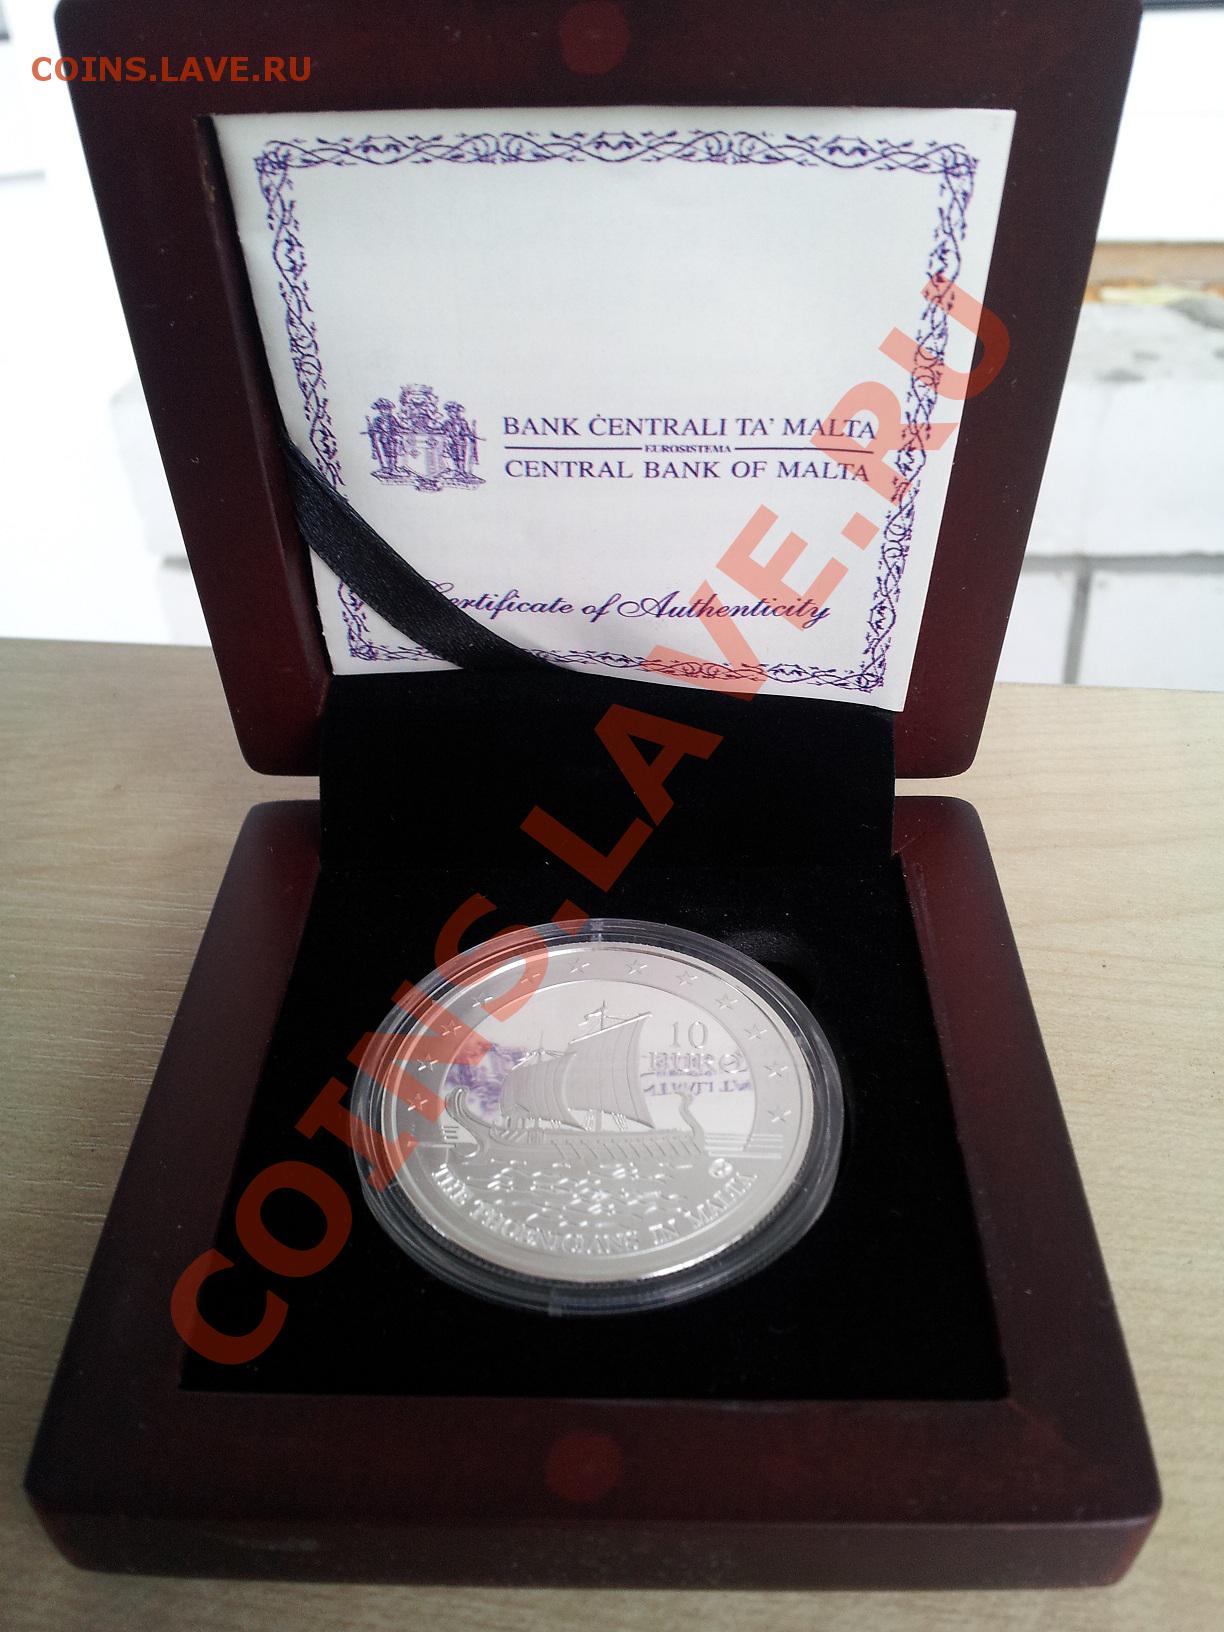 COINS.LAVE.RU
BANK ĊENTRALI TA' MALTA
EUROSISTEMA
CENTRAL BANK OF MALTA
Certificate of Authenticity
COINS.LAVE.RU
10
EURO
THE PHOENICIANS IN MALTA